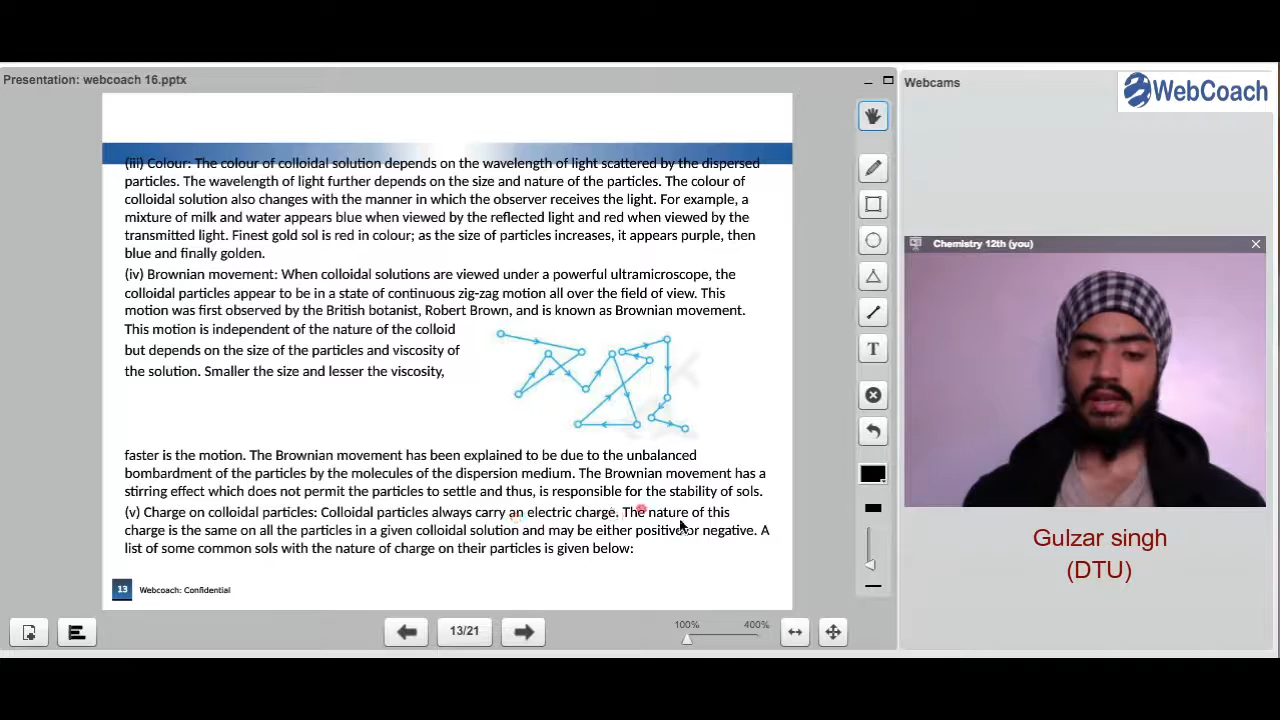 Presentation: webcoach 16.pptx
Webcams
WebCoach
(iii) Colour: The colour of colloidal solution depends on the wavelength of light scattered by the dispersed
particles. The wavelength of light further depends on the size and nature of the particles. The colour of
colloidal solution also changes with the manner in which the observer receives the light. For example, a
mixture of milk and water appears blue when viewed by the reflected light and red when viewed by the
transmitted light. Finest gold sol is red in colour; as the size of particles increases, it appears purple, then
blue and finally golden.
(iv) Brownian movement: When colloidal solutions are viewed under a powerful ultramicroscope, the
colloidal particles appear to be in a state of continuous zig-zag motion all over the field of view. This
motion was first observed by the British botanist, Robert Brown, and is known as Brownian movement.
This motion is independent of the nature of the colloid
but depends on the size of the particles and viscosity of
the solution. Smaller the size and lesser the viscosity,
faster is the motion. The Brownian movement has been explained to be due to the unbalanced
bombardment of the particles by the molecules of the dispersion medium. The Brownian movement has a
stirring effect which does not permit the particles to settle and thus, is responsible for the stability of sols.
(v) Charge on colloidal particles: Colloidal particles always carry an electric charge. The nature of this
charge is the same on all the particles in a given colloidal solution and may be either positive or negative. A
list of some common sols with the nature of charge on their particles is given below:
13
Webcoach: Confidential
13/21
100%
400%
T
Chemistry 12th (you)
Gulzar singh
(DTU)